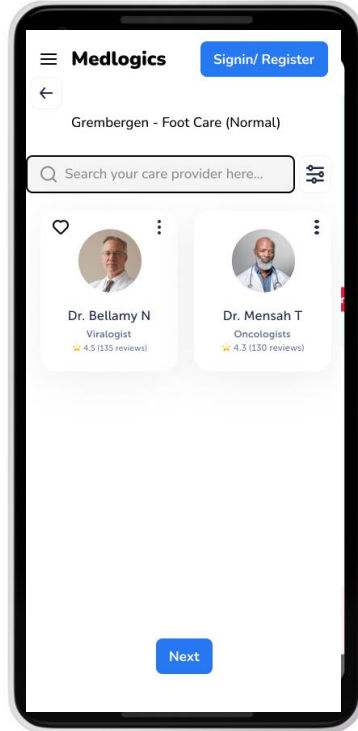 Medlogics
Signin/ Register
Grembergen - Foot Care (Normal)
Search your care provider here...
Dr. Bellamy N
Viralogist
4.5 (135 reviews)
Dr. Mensah T
Oncologists
4.3 (130 reviews)
Next